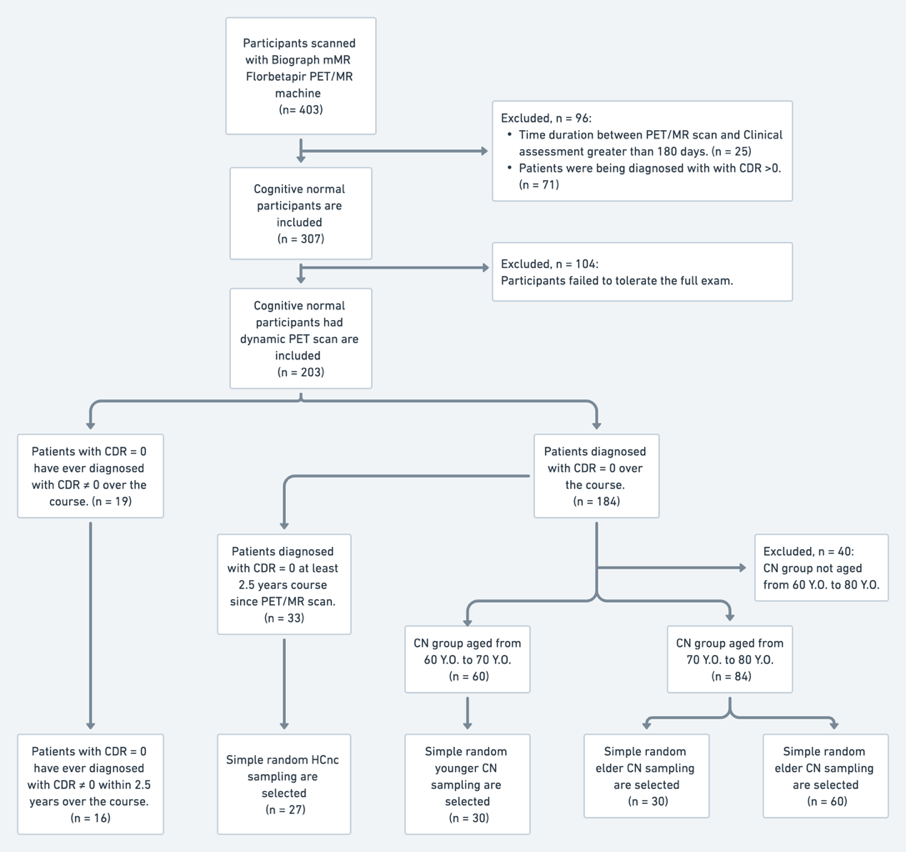 Participants scanned
with Biograph mMR
Florbetapir PET/MR
machine
(n= 403)
Excluded, n = 96:
• Time duration between PET/MR scan and Clinical
assessment greater than 180 days. (n = 25)
• Patients were being diagnosed with with CDR >0.
(n = 71)
Cognitive normal
participants are
included
(n = 307)
Excluded, n = 104:
Participants failed to tolerate the full exam.
Cognitive normal
participants had
dynamic PET scan are
included
(n = 203)
Patients with CDR = 0
have ever diagnosed
with CDR ≠ 0 over the
course. (n = 19)
Patients diagnosed
with CDR = 0 over
the course.
(n = 184)
Patients diagnosed
with CDR = 0 at least
2.5 years course
since PET/MR scan.
(n = 33)
Excluded, n = 40:
CN group not aged
from 60 Y.O. to 80 Y.O.
CN group aged from
60 Y.O. to 70 Y.O.
(n = 60)
CN group aged from
70 Y.O. to 80 Y.O.
(n = 84)
Patients with CDR = 0
have ever diagnosed
with CDR ≠ 0 within 2.5
years over the course.
(n = 16)
Simple random HCnc
sampling are
selected
(n = 27)
Simple random
younger CN
sampling are
selected
(n = 30)
Simple random
elder CN sampling
are selected
(n = 30)
Simple random
elder CN sampling
are selected
(n = 60)